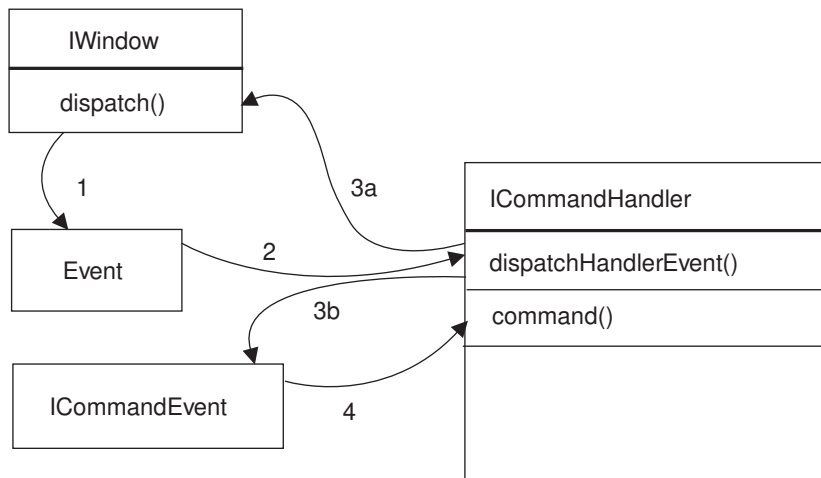 IWindow
dispatch()
1
3a
ICommandHandler
Event
2
dispatchHandlerEvent()
3b
command()
ICommandEvent
4